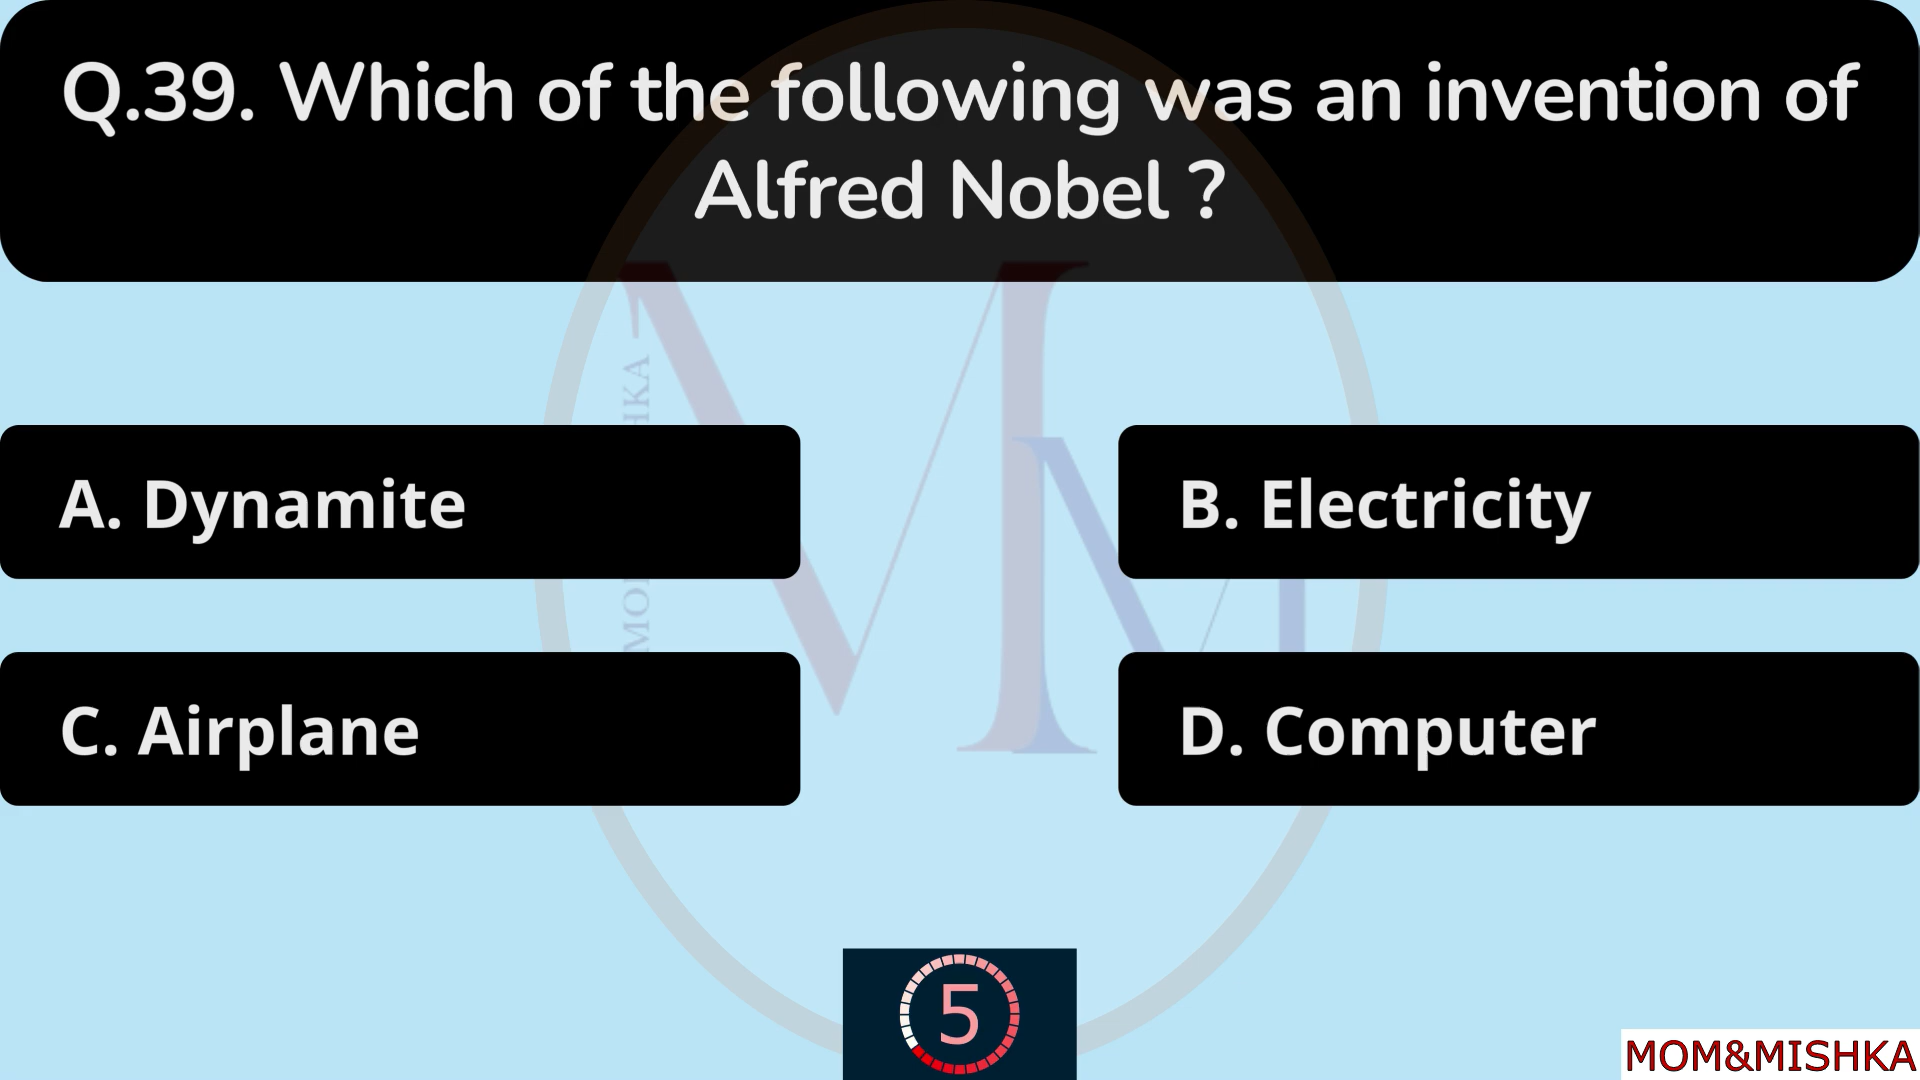 Q.39. Which of the following was an invention of
Alfred Nobel ?
A. Dynamite
B. Electricity
C. Airplane
D. Computer
5
MOM&MISHKA